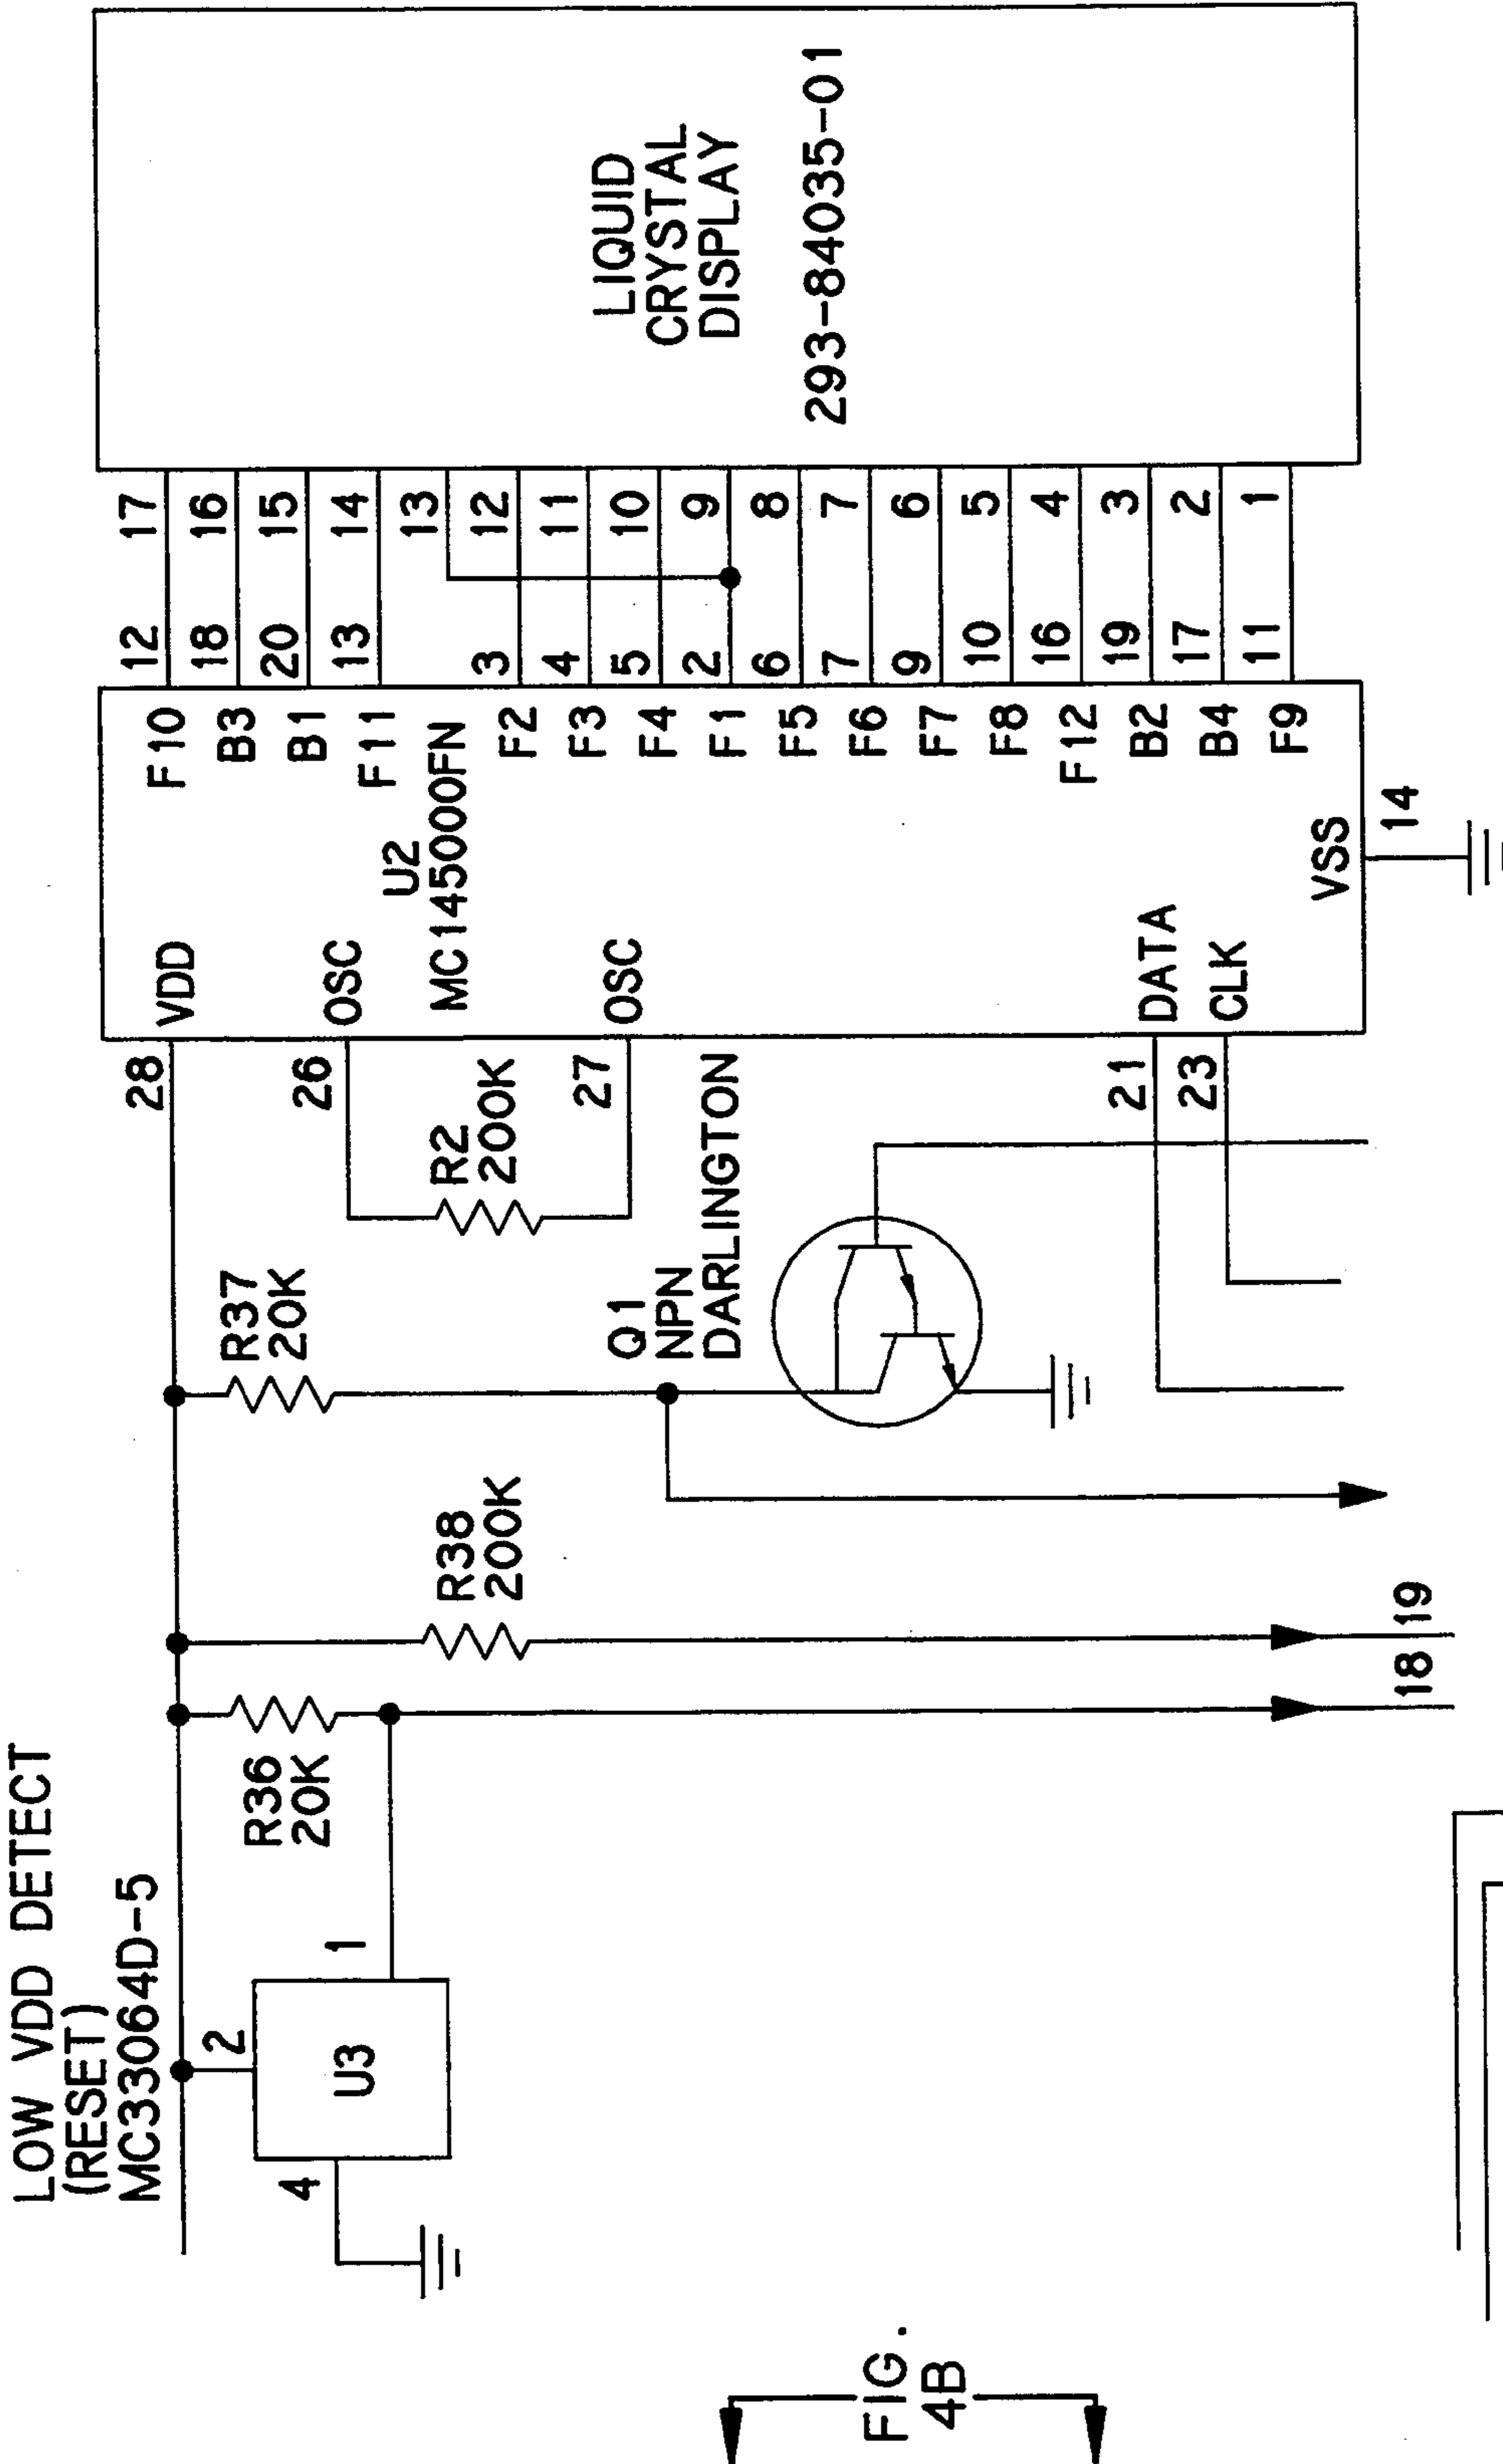 LOW VDD DETECT
(RESET)
MC33064D-5
2
U3
1
4
R36
20K
18
19
R38
200K
R37
20K
Q1
NPN
DARLINGTON
R2
200K
28
26
27
21
23
VDD
OSC
OSC
DATA
CLK
U2
MC145000FN
VSS
14
F10
B3
B1
F11
F2
F3
F4
F1
F5
F6
F7
F8
F12
B2
B4
F9
12
18
20
13
3
4
5
2
6
7
9
10
16
19
17
11
17
16
15
14
13
12
11
10
9
8
7
6
5
4
3
2
1
LIQUID
CRYSTAL
DISPLAY
293-84035-01
FIG.
4B